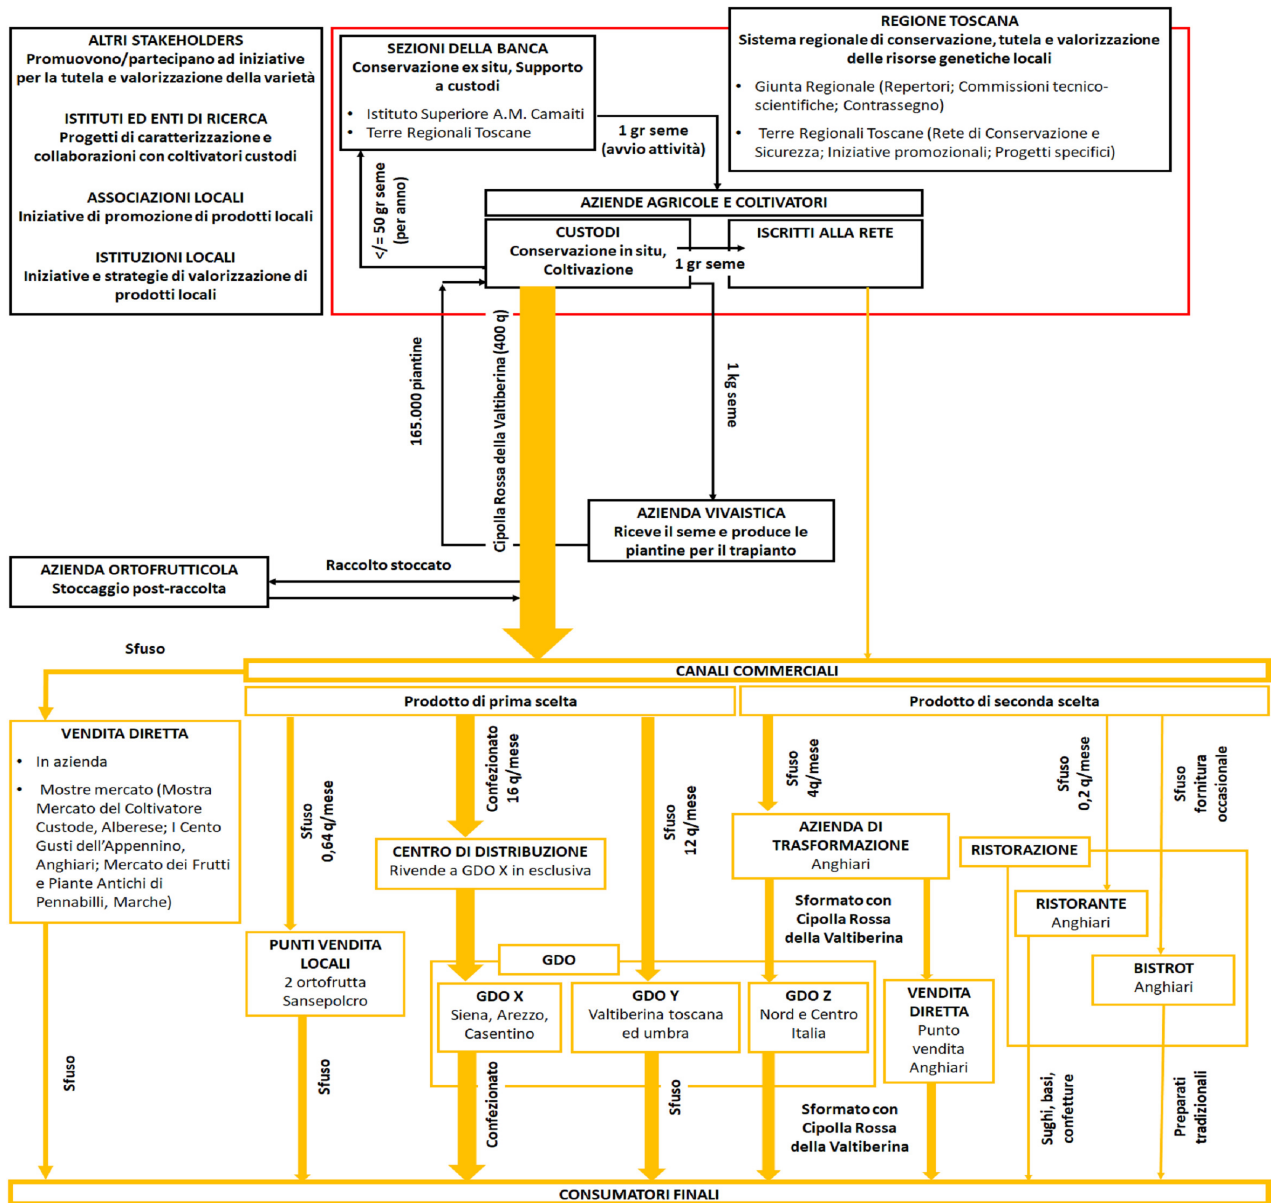 ALTRI STAKEHOLDERS
Promuovono/partecipano ad iniziative
per la tutela e valorizzazione della varietà
ISTITUTI ED ENTI DI RICERCA
Progetti di caratterizzazione e
collaborazioni con coltivatori custodi
ASSOCIAZIONI LOCALI
Iniziative di promozione di prodotti locali
ISTITUZIONI LOCALI
Iniziative e strategie di valorizzazione di
prodotti locali
SEZIONI DELLA BANCA
Conservazione ex situ, Supporto
a custodi
• Istituto Superiore A.M. Camaiti
• Terre Regionali Toscane
REGIONE TOSCANA
Sistema regionale di conservazione, tutela e valorizzazione
delle risorse genetiche locali
• Giunta Regionale (Repertori; Commissioni tecnico-
scientifiche; Contrassegno)
• Terre Regionali Toscane (Rete di Conservazione e
Sicurezza; Iniziative promozionali; Progetti specifici)
1 gr seme
(avvio attività)
</= 50 gr seme
(per anno)
AZIENDE AGRICOLE E COLTIVATORI
CUSTODI
Conservazione in situ,
Coltivazione
1 gr seme
ISCRITTI ALLA RETE
165.000 piantine
Cipolla Rossa della Valtiberina (400 q)
1 kg seme
AZIENDA VIVAISTICA
Riceve il seme e produce le
piantine per il trapianto
AZIENDA ORTOFRUTTICOLA
Stoccaggio post-raccolta
Raccolto stoccato
Sfuso
CANALI COMMERCIALI
Prodotto di prima scelta
Prodotto di seconda scelta
VENDITA DIRETTA
• In azienda
• Mostre mercato (Mostra
Mercato del Coltivatore
Custode, Alberese; I Cento
Gusti dell'Appennino,
Anghiari; Mercato dei Frutti
e Piante Antichi di
Pennabilli, Marche)
Sfuso
0,64 q/mese
Confezionato
16 q/mese
Sfuso
12 q/mese
Sfuso
4q/mese
Sfuso
0,2 q/mese
Sfuso
fornitura
occasionale
CENTRO DI DISTRIBUZIONE
Rivende a GDO X in esclusiva
AZIENDA DI
TRASFORMAZIONE
Anghiari
RISTORAZIONE
RISTORANTE
Anghiari
BISTROT
Anghiari
Sformato con
Cipolla Rossa
della Valtiberina
PUNTI VENDITA
LOCALI
2 ortofrutta
Sansepolcro
GDO
GDO X
Siena, Arezzo,
Casentino
GDO Y
Valtiberina toscana
ed umbra
GDO Z
Nord e Centro
Italia
VENDITA
DIRETTA
Punto
vendita
Anghiari
Sfuso
Sfuso
Confezionato
Sfuso
Sformato con
Cipolla Rossa
della Valtiberina
Sughi, basi,
confetture
Preparati
tradizionali
CONSUMATORI FINALI